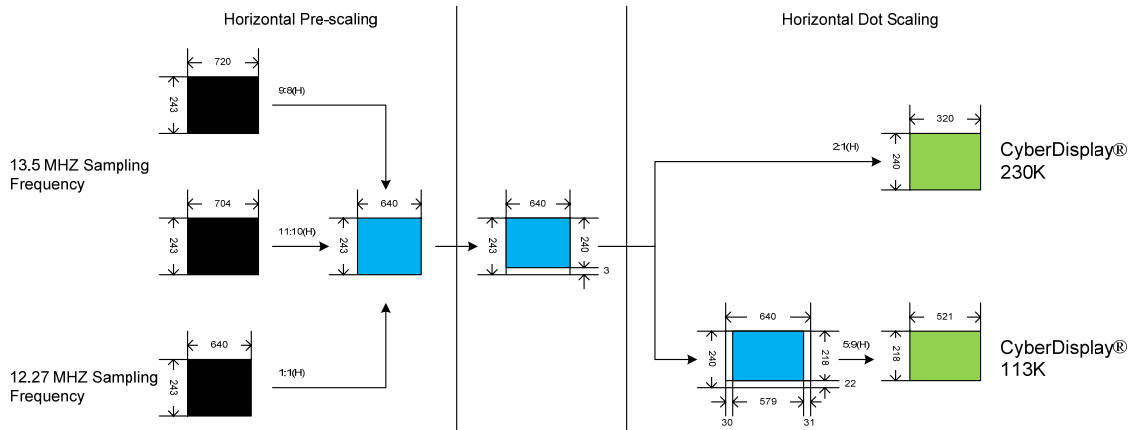 Horizontal Pre-scaling
Horizontal Dot Scaling
720
243
9:8(H)
13.5 MHZ Sampling
Frequency
704
243
11:10(H)
640
243
640
243
240
3
2:1(H)
320
240
CyberDisplay®
230K
12.27 MHZ Sampling
Frequency
640
243
1:1(H)
640
240
218
22
30
579
31
5:9(H)
521
218
CyberDisplay®
113K